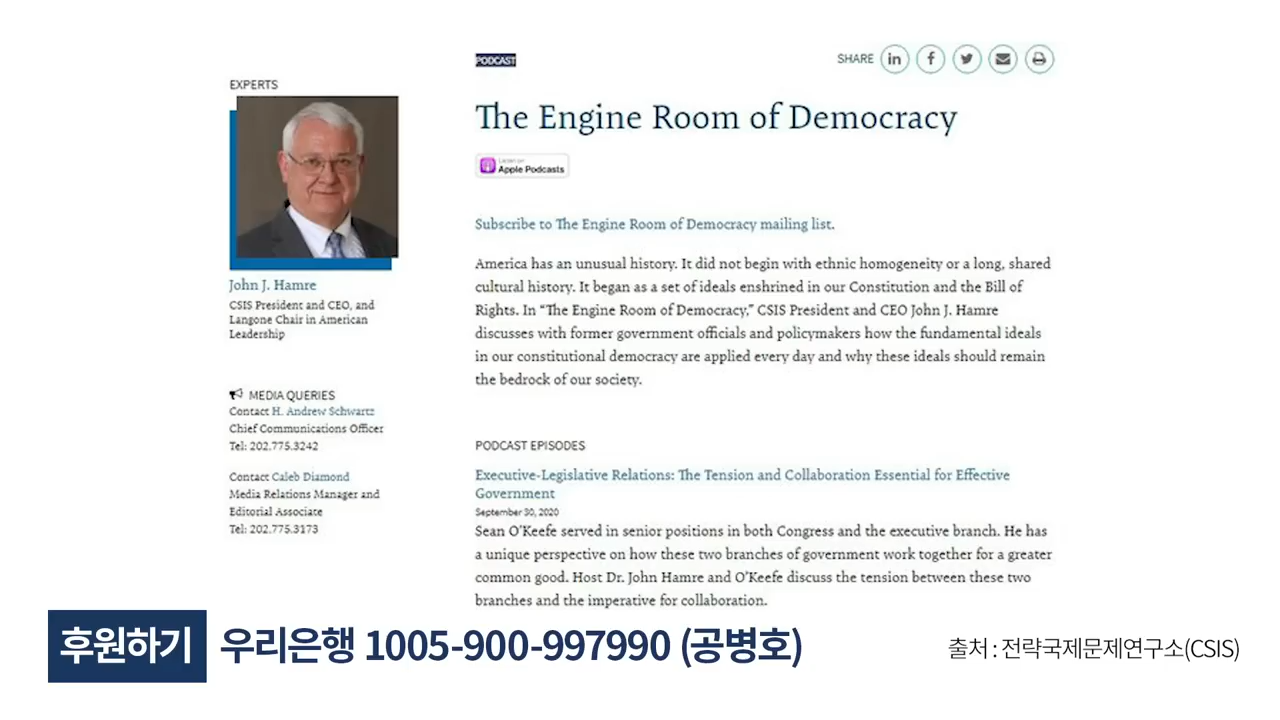 PODCAST
SHARE
EXPERTS
The Engine Room of Democracy
Listen on
Apple Podcasts
Subscribe to The Engine Room of Democracy mailing list.
America has an unusual history. It did not begin with ethnic homogeneity or a long, shared
cultural history. It began as a set of ideals enshrined in our Constitution and the Bill of
Rights. In “The Engine Room of Democracy,” CSIS President and CEO John J. Hamre
discusses with former government officials and policymakers how the fundamental ideals
in our constitutional democracy are applied every day and why these ideals should remain
the bedrock of our society.
John J. Hamre
CSIS President and CEO, and
Langone Chair in American
Leadership
MEDIA QUERIES
Contact H. Andrew Schwartz
Chief Communications Officer
Tel: 202.775.3242
Contact Caleb Diamond
Media Relations Manager and
Editorial Associate
Tel: 202.775.3173
PODCAST EPISODES
Executive-Legislative Relations: The Tension and Collaboration Essential for Effective
Government
September 30, 2020
Sean O’Keefe served in senior positions in both Congress and the executive branch. He has
a unique perspective on how these two branches of government work together for a greater
common good. Host Dr. John Hamre and O’Keefe discuss the tension between these two
branches and the imperative for collaboration.
후원하기 우리은행 1005-900-997990 (공병호)
출처 : 전략국제문제연구소(CSIS)